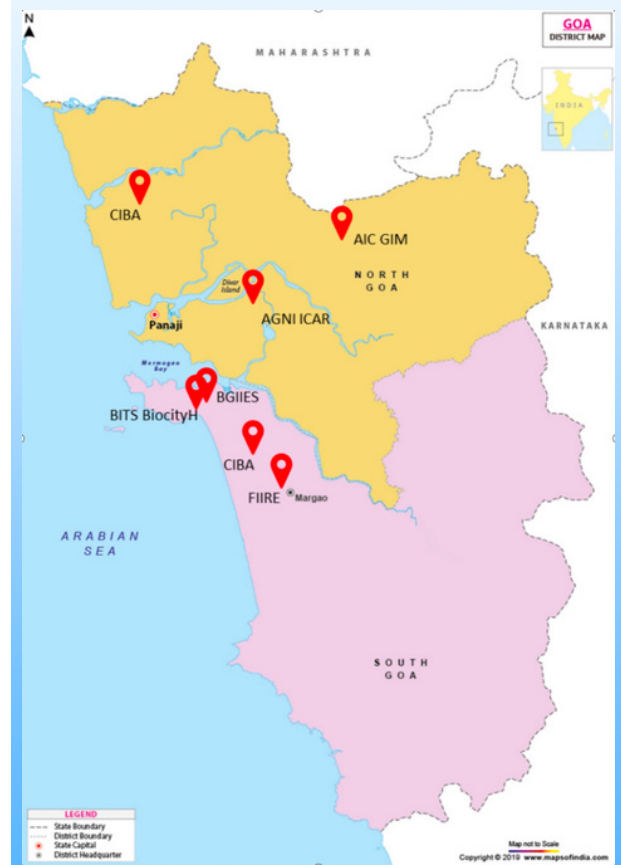 N
GOA
DISTRICT MAP
MAHARASHTRA
INDIA
CIBA
AIC GIM
NORTH
GOA
Divar
Island
AGNI ICAR
Panaji
KARNATAKA
Mormugao
Bay
BGIIES
BITS BiocityH
CIBA
FIIRE
Margao
ARABIAN
SEA
SOUTH
GOA
LEGEND
State Boundary
District Boundary
State Capital
District Headquarter
Map not to Scale
Copyright © 2019 www.mapsofindia.com